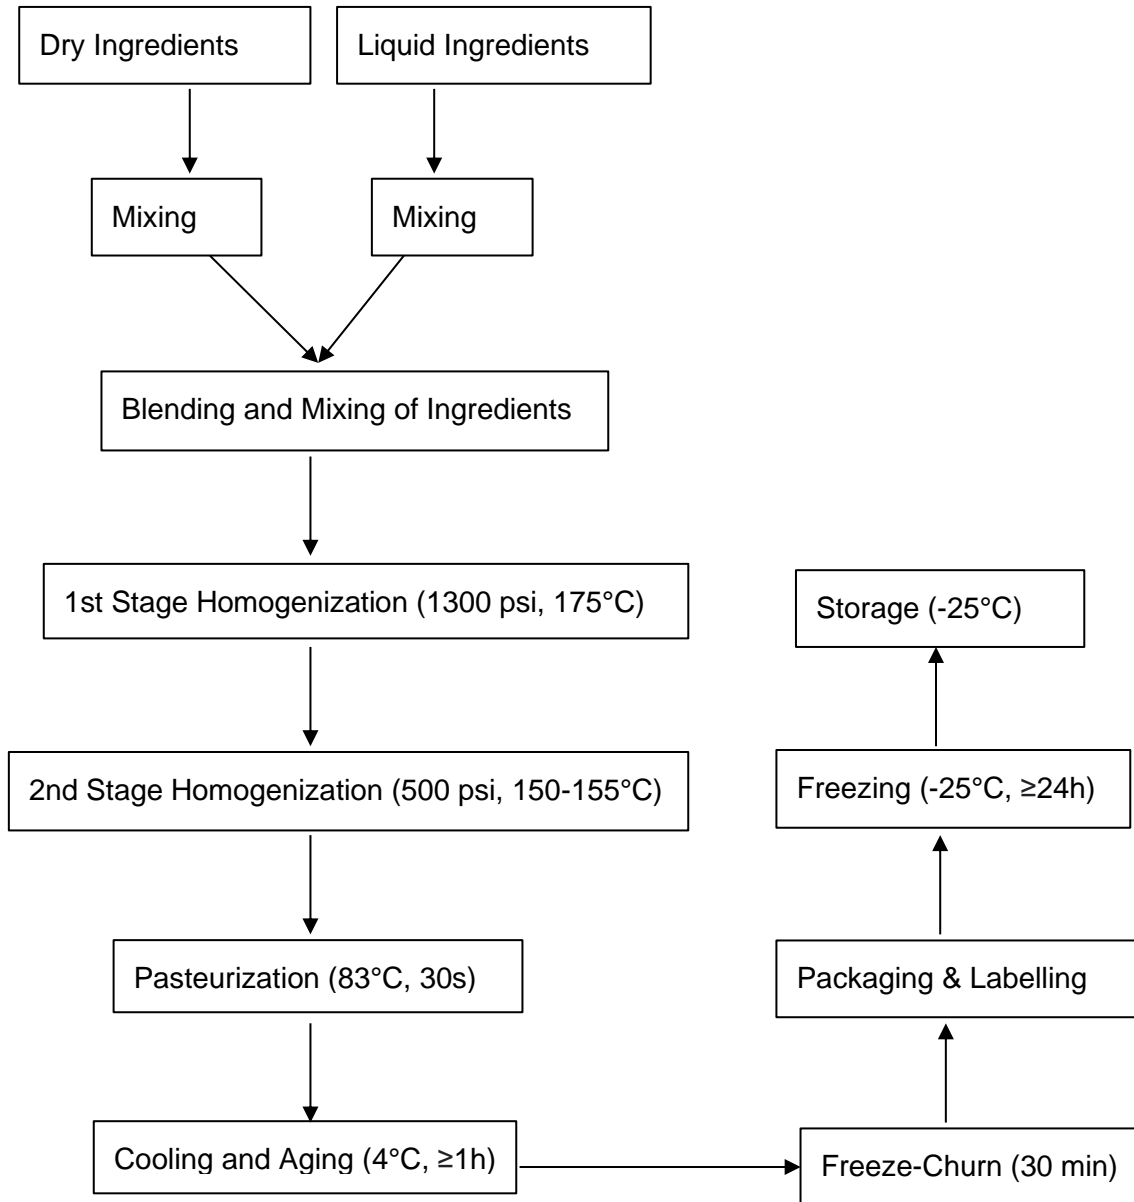 Dry Ingredients
Liquid Ingredients
Mixing
Mixing
Blending and Mixing of Ingredients
1st Stage Homogenization (1300 psi, 175°C)
2nd Stage Homogenization (500 psi, 150-155°C)
Pasteurization (83°C, 30s)
Cooling and Aging (4°C, ≥1h)
Freeze-Churn (30 min)
Packaging & Labelling
Freezing (-25°C, ≥24h)
Storage (-25°C)